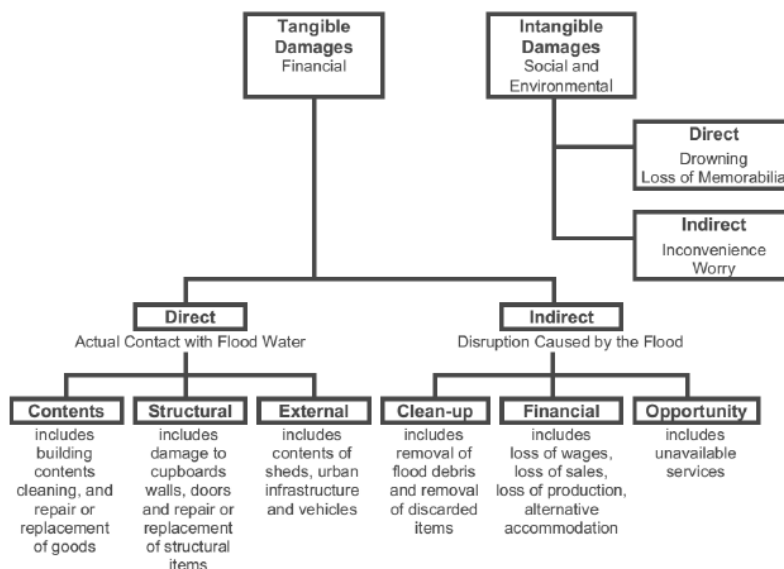 Tangible
Damages
Financial
Intangible
Damages
Social and
Environmental
Direct
Drowning
Loss of Memorabilia
Indirect
Inconvenience
Worry
Direct
Actual Contact with Flood Water
Indirect
Disruption Caused by the Flood
Contents
includes
building
contents
cleaning, and
repair or
replacement
of goods
Structural
includes
damage to
cupboards
walls, doors
and repair or
replacement
of structural
items
External
includes
contents of
sheds, urban
infrastructure
and vehicles
Clean-up
includes
removal of
flood debris
and removal
of discarded
items
Financial
includes
loss of wages,
loss of sales,
loss of production,
alternative
accommodation
Opportunity
includes
unavailable
services